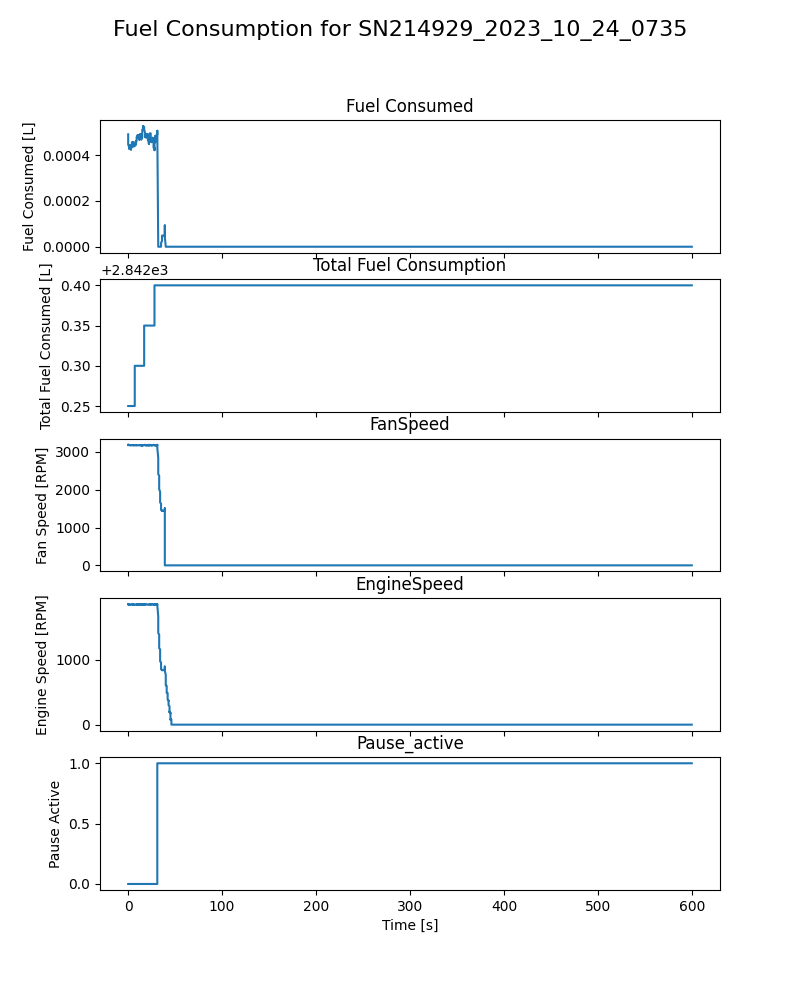 Fuel Consumption for SN214929_2023_10_24_0735
Fuel Consumed
Fuel Consumed [L]
0.0004
0.0002
0.0000
+2.842e3
Total Fuel Consumption
Total Fuel Consumed [L]
0.40
0.35
0.30
0.25
FanSpeed
Fan Speed [RPM]
3000
2000
1000
0
EngineSpeed
Engine Speed [RPM]
1000
0
Pause_active
Pause Active
1.0
0.5
0.0
0 100 200 300 400 500 600
Time [s]